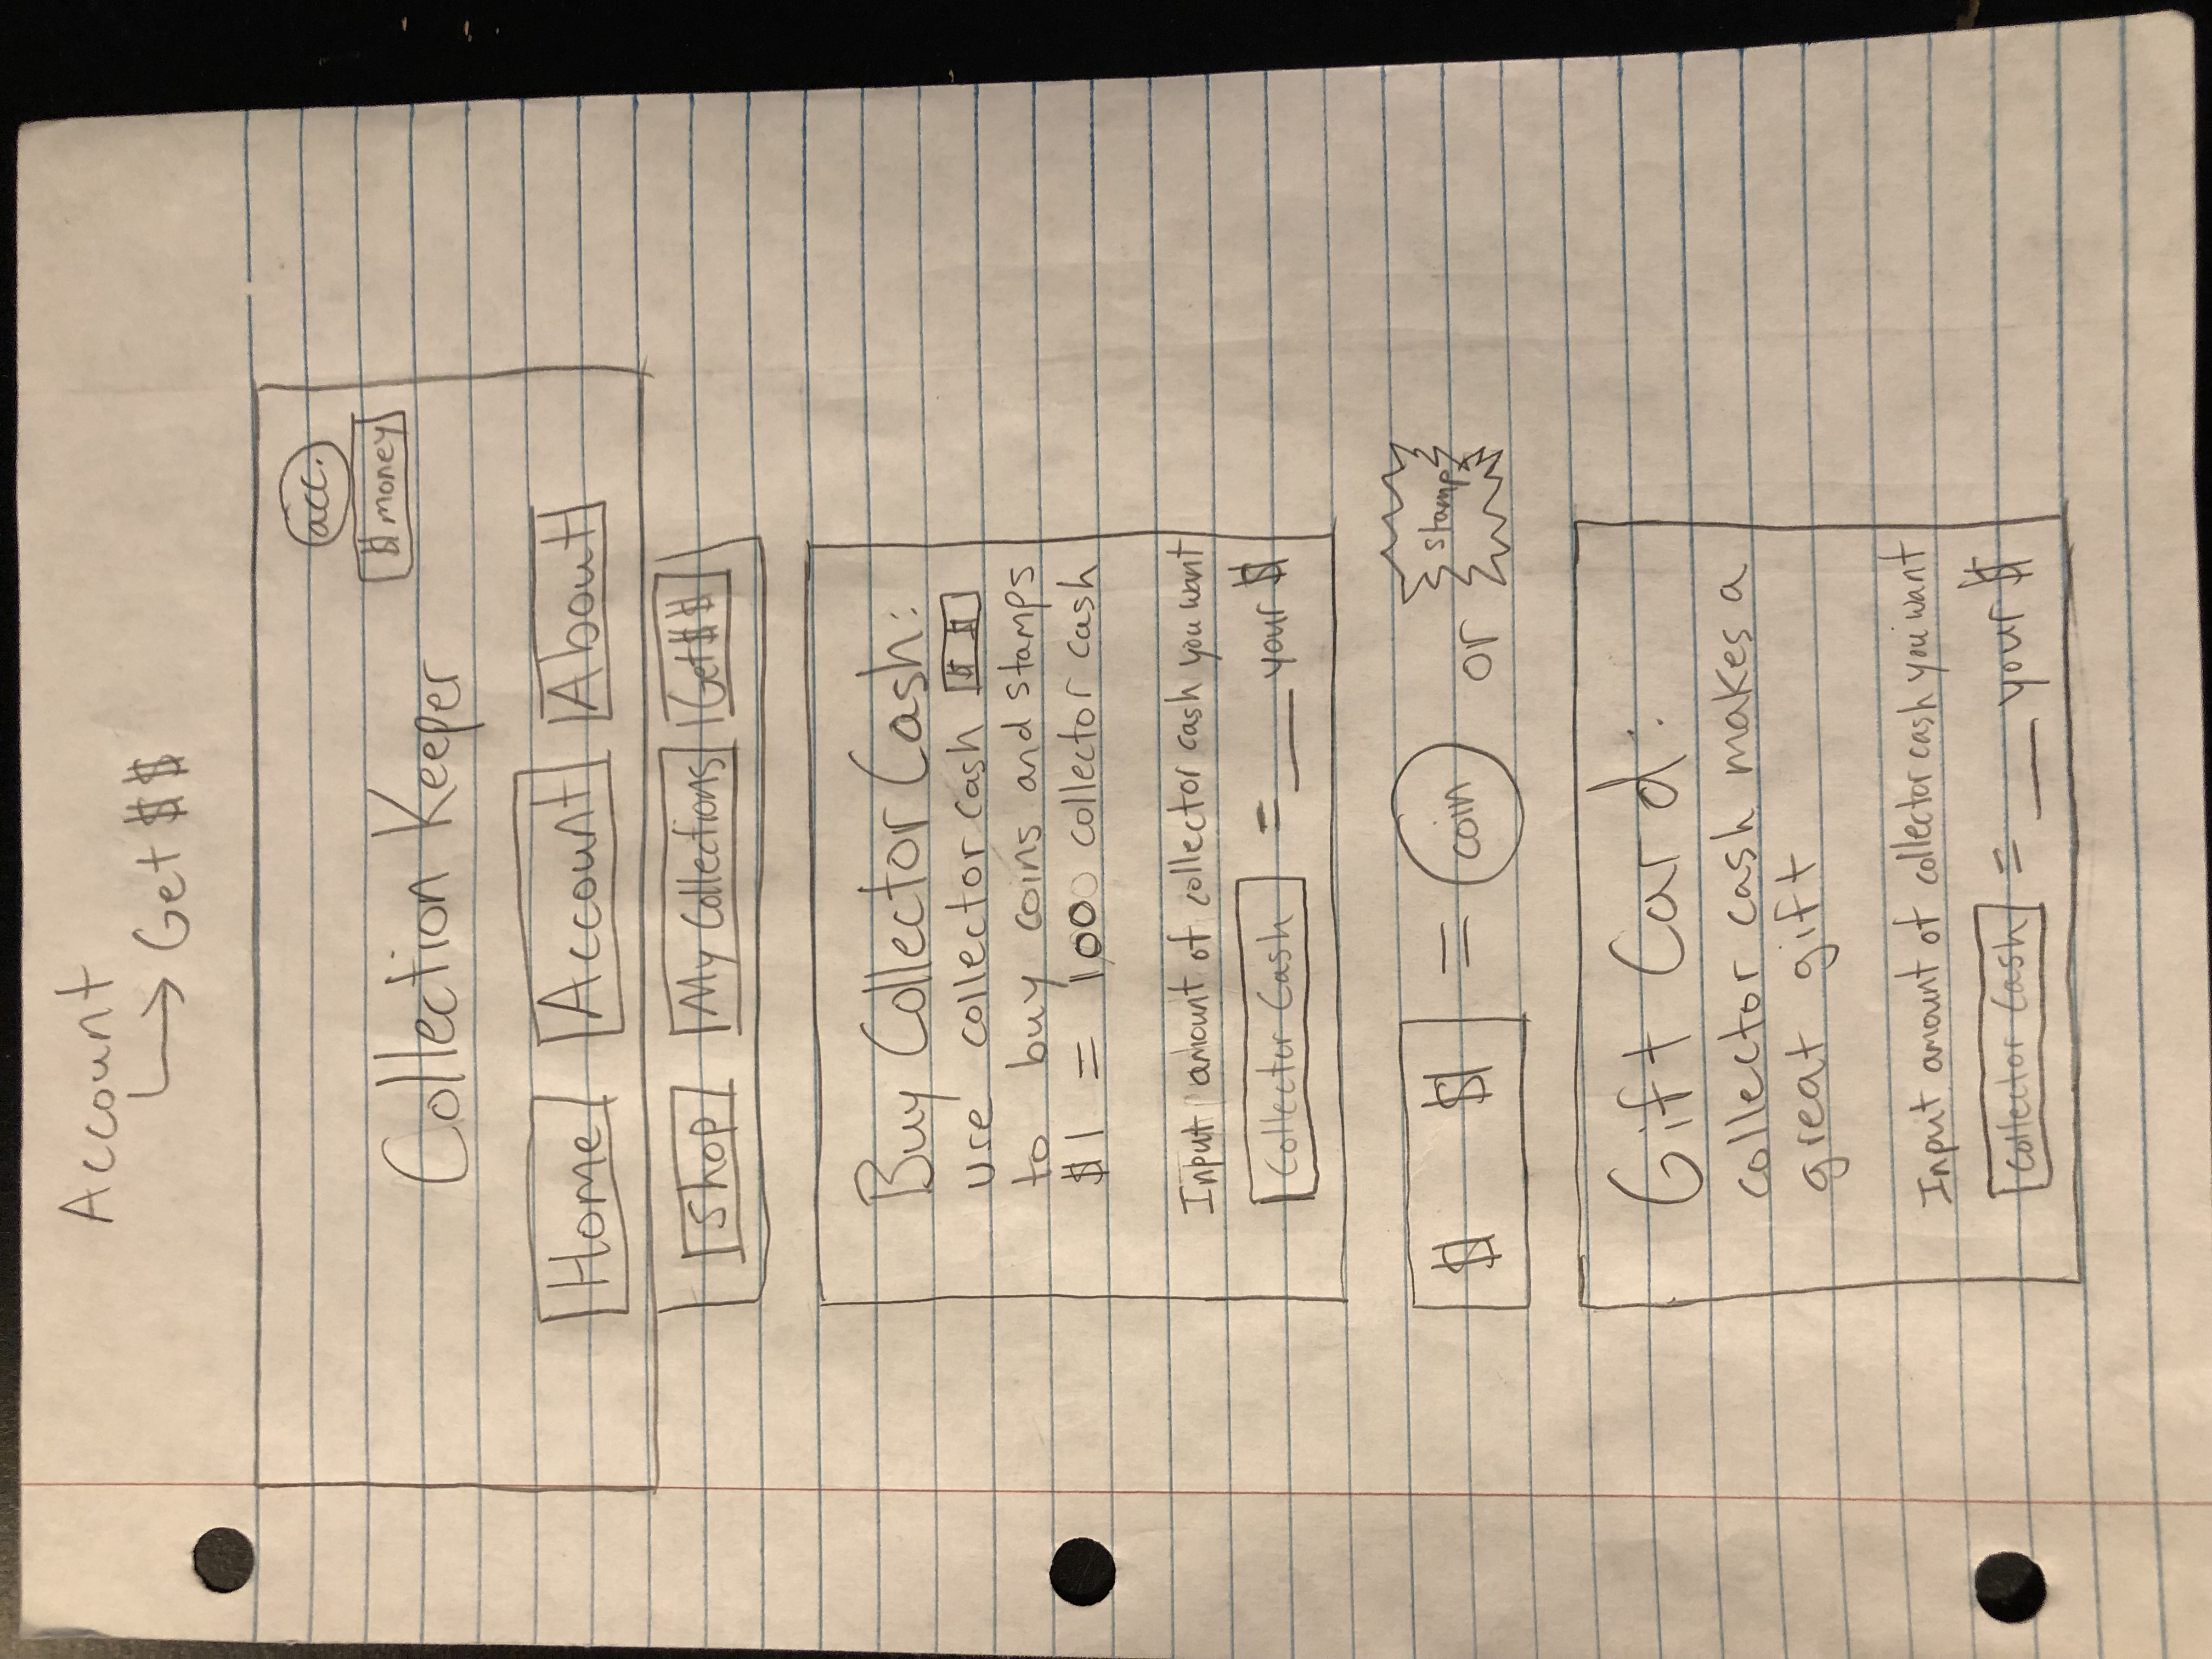 Account
Get $$
acc.
$ money
Collection Keeper
Home Account About
Shop My Collections Get $$
Buy Collector Cash:
use collector cash $ $
to buy coins and stamps
$1 = 1,000 collector cash
Input amount of collector cash you want
Collector Cash = ___ your $
$ $ = coin or stamp
Gift Card:
collector cash makes a
great gift
Input amount of collector cash you want
Collector Cash = ___ your $